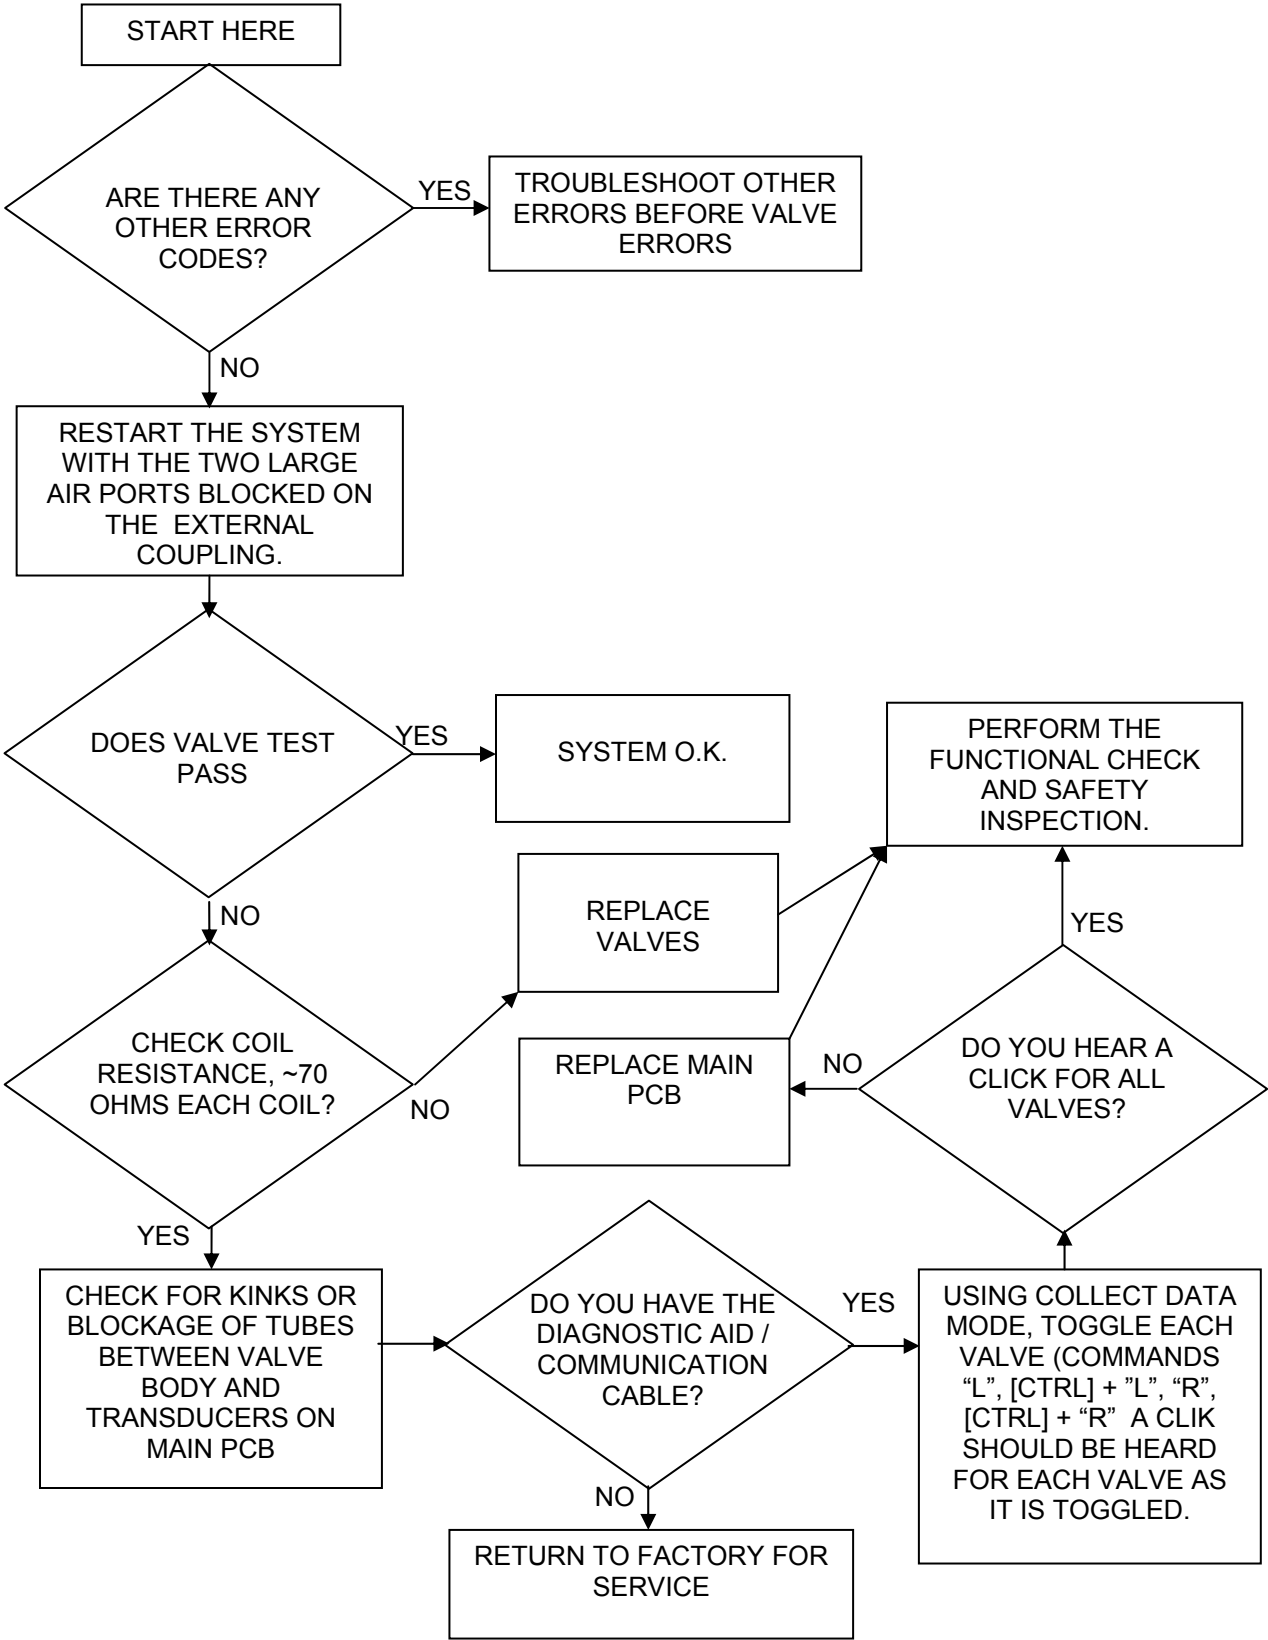 START HERE
ARE THERE ANY
OTHER ERROR
CODES?
YES
TROUBLESHOOT OTHER
ERRORS BEFORE VALVE
ERRORS
NO
RESTART THE SYSTEM
WITH THE TWO LARGE
AIR PORTS BLOCKED ON
THE EXTERNAL
COUPLING.
DOES VALVE TEST
PASS
YES
SYSTEM O.K.
NO
CHECK COIL
RESISTANCE, ~70
OHMS EACH COIL?
NO
REPLACE
VALVES
PERFORM THE
FUNCTIONAL CHECK
AND SAFETY
INSPECTION.
YES
CHECK FOR KINKS OR
BLOCKAGE OF TUBES
BETWEEN VALVE
BODY AND
TRANSDUCERS ON
MAIN PCB
DO YOU HAVE THE
DIAGNOSTIC AID /
COMMUNICATION
CABLE?
NO
RETURN TO FACTORY FOR
SERVICE
YES
USING COLLECT DATA
MODE, TOGGLE EACH
VALVE (COMMANDS
“L”, [CTRL] + ”L”, “R”,
[CTRL] + “R” A CLIK
SHOULD BE HEARD
FOR EACH VALVE AS
IT IS TOGGLED.
DO YOU HEAR A
CLICK FOR ALL
VALVES?
NO
REPLACE MAIN
PCB
YES